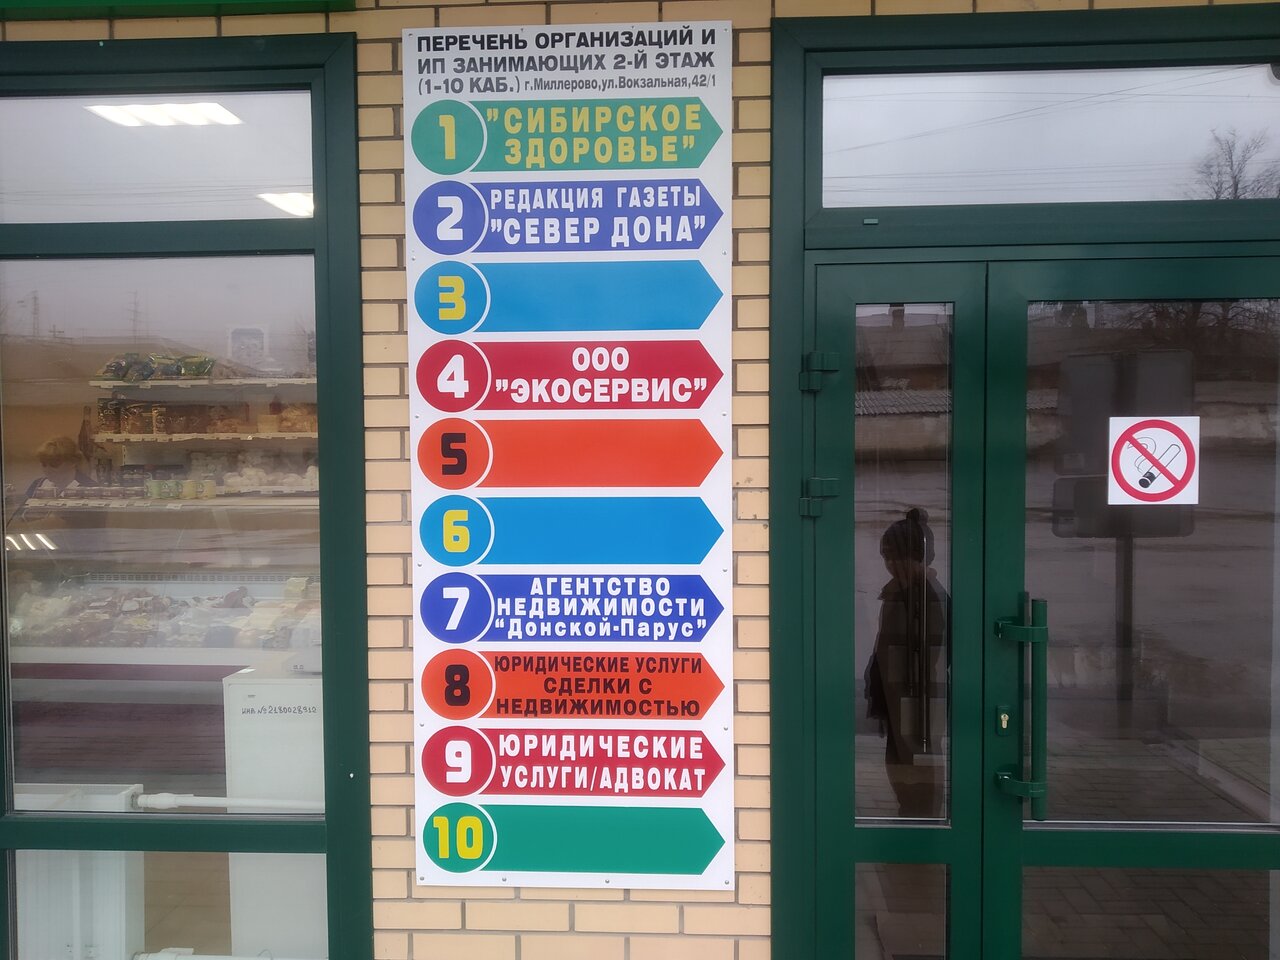 ПЕРЕЧЕНЬ ОРГАНИЗАЦИЙ И
ИП ЗАНИМАЮЩИХ 2-Й ЭТАЖ
(1-10 КАБ.) г.Миллерово,ул.Вокзальная,42/1
1 "СИБИРСКОЕ
ЗДОРОВЬЕ"
2 РЕДАКЦИЯ ГАЗЕТЫ
"СЕВЕР ДОНА"
3
4 ООО
"ЭКОСЕРВИС"
5
6
7 АГЕНТСТВО
НЕДВИЖИМОСТИ
"Донской-Парус"
8 ЮРИДИЧЕСКИЕ УСЛУГИ
СДЕЛКИ С
НЕДВИЖИМОСТЬЮ
9 ЮРИДИЧЕСКИЕ
УСЛУГИ/АДВОКАТ
10
ИНВ.№2180028912